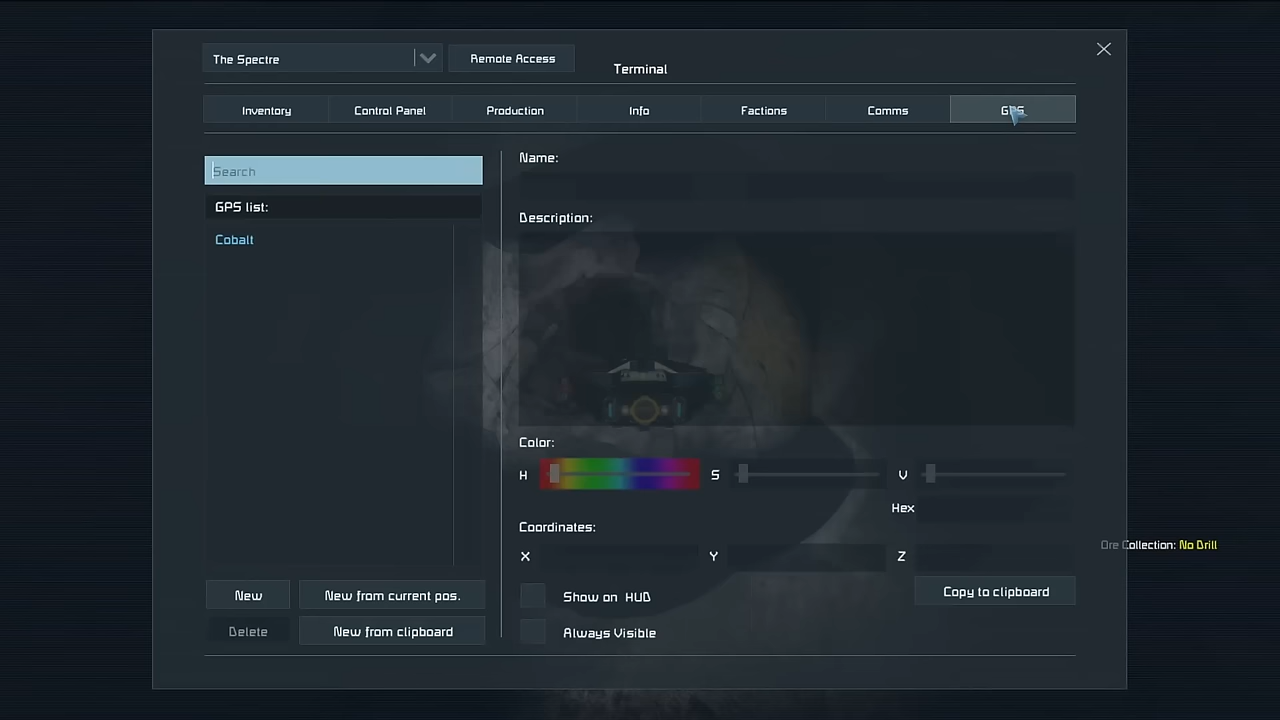 The Spectre
Remote Access
Terminal
Inventory
Control Panel
Production
Info
Factions
Comms
GPS
Search
GPS list:
Cobalt
Name:
Description:
Color:
H
S
V
Hex
Coordinates:
X
Y
Z
Ore Collection: No Drill
Show on HUD
Always Visible
Copy to clipboard
New
New from current pos.
Delete
New from clipboard